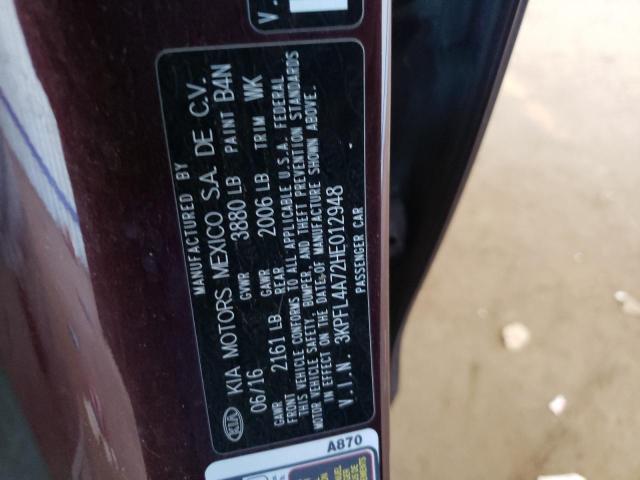 MANUFACTURED BY
KIA KIA MOTORS MEXICO S.A. DE C.V.
06/16 GVWR 3880 LB PAINT B4N
GAWR FRONT 2161 LB GAWR REAR 2006 LB TRIM WK
THIS VEHICLE CONFORMS TO ALL APPLICABLE U.S.A. FEDERAL
MOTOR VEHICLE SAFETY, BUMPER, AND THEFT PREVENTION STANDARDS
IN EFFECT ON THE DATE OF MANUFACTURE SHOWN ABOVE.
V.I.N. 3KPFL4A72HE012948
PASSENGER CAR
A870
V.